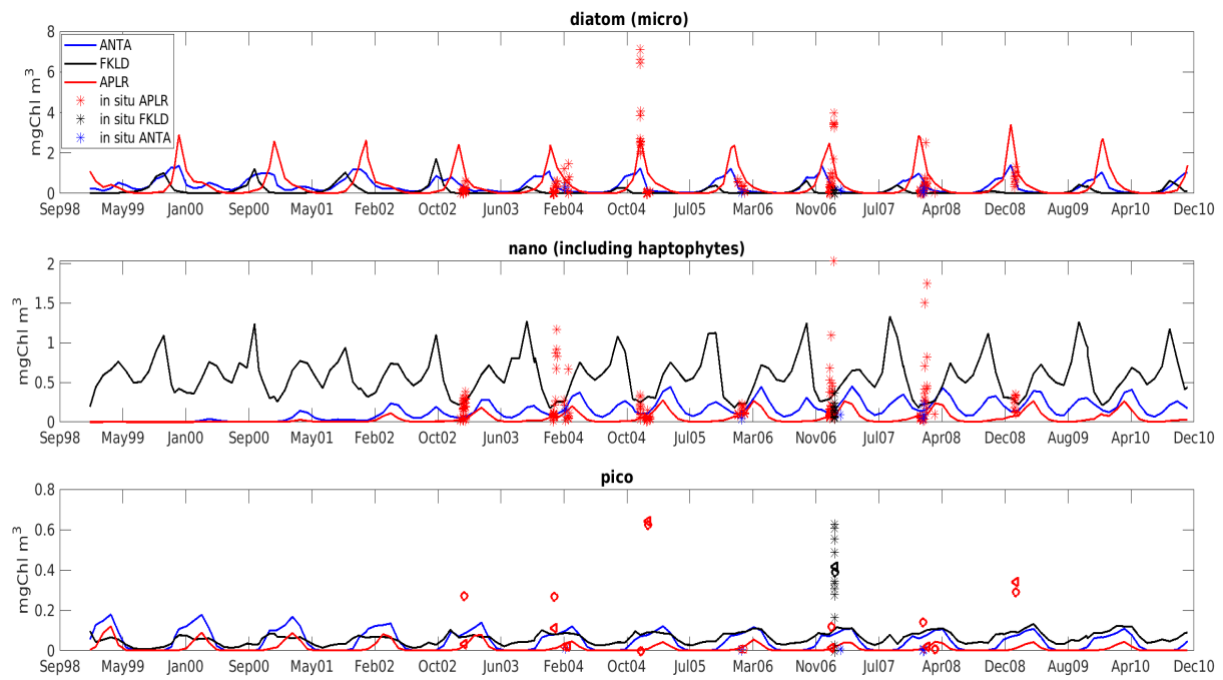 diatom (micro)
mgChl m3
8
6
4
2
0
ANTA
FKLD
APLR
in situ APLR
in situ FKLD
in situ ANTA
Sep98 May99 Jan00 Sep00 May01 Feb02 Oct02 Jun03 Feb04 Oct04 Jul05 Mar06 Nov06 Jul07 Apr08 Dec08 Aug09 Apr10 Dec10
nano (including haptophytes)
mgChl m3
2
1.5
1
0.5
0
Sep98 May99 Jan00 Sep00 May01 Feb02 Oct02 Jun03 Feb04 Oct04 Jul05 Mar06 Nov06 Jul07 Apr08 Dec08 Aug09 Apr10 Dec10
pico
mgChl m3
0.8
0.6
0.4
0.2
0
Sep98 May99 Jan00 Sep00 May01 Feb02 Oct02 Jun03 Feb04 Oct04 Jul05 Mar06 Nov06 Jul07 Apr08 Dec08 Aug09 Apr10 Dec10